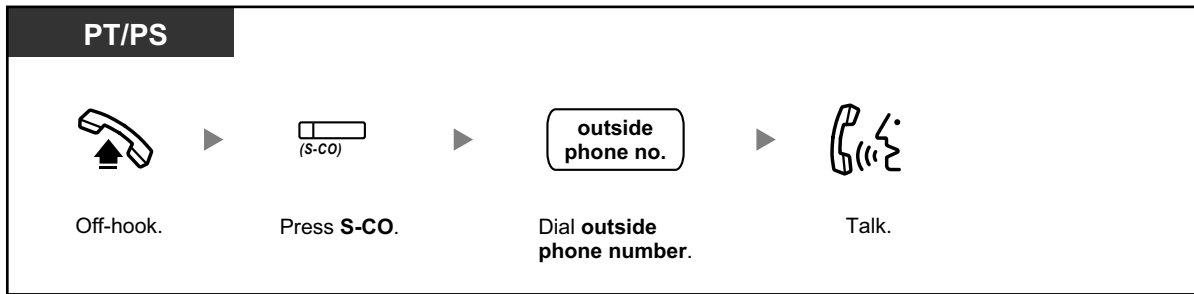 PT/PS
(S-CO)
outside
phone no.
Off-hook.
Press S-CO.
Dial outside
phone number.
Talk.